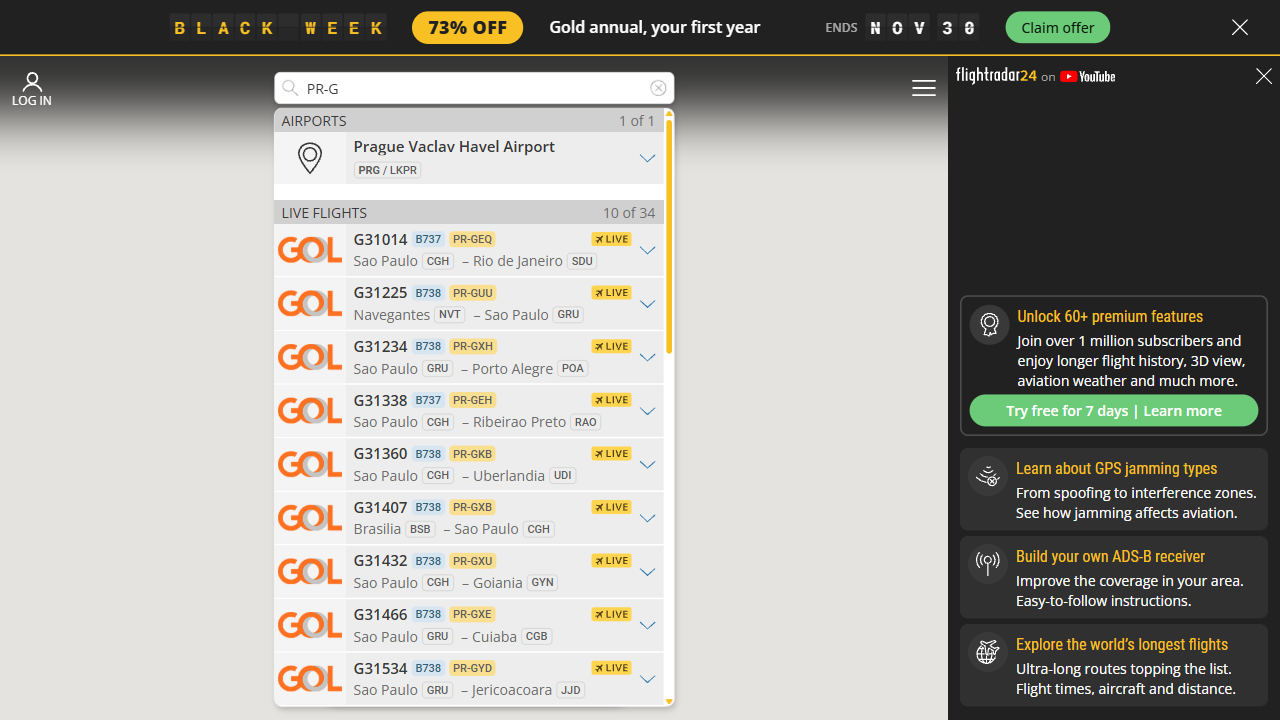 BLACK WEEK
73% OFF
Gold annual, your first year
ENDS NOV 30
Claim offer
LOG IN
PR-G
flightradar24 on YouTube
AIRPORTS 1 of 1
Prague Vaclav Havel Airport
PRG / LKPR
LIVE FLIGHTS 10 of 34
GOL G31014 B737 PR-GEQ LIVE
Sao Paulo CGH – Rio de Janeiro SDU
GOL G31225 B738 PR-GUU LIVE
Navegantes NVT – Sao Paulo GRU
GOL G31234 B738 PR-GXH LIVE
Sao Paulo GRU – Porto Alegre POA
GOL G31338 B737 PR-GEH LIVE
Sao Paulo CGH – Ribeirao Preto RAO
GOL G31360 B738 PR-GKB LIVE
Sao Paulo CGH – Uberlandia UDI
GOL G31407 B738 PR-GXB LIVE
Brasilia BSB – Sao Paulo CGH
GOL G31432 B738 PR-GXU LIVE
Sao Paulo CGH – Goiania GYN
GOL G31466 B738 PR-GXE LIVE
Sao Paulo GRU – Cuiaba CGB
GOL G31534 B738 PR-GYD LIVE
Sao Paulo GRU – Jericoacoara JJD
Unlock 60+ premium features
Join over 1 million subscribers and
enjoy longer flight history, 3D view,
aviation weather and much more.
Try free for 7 days | Learn more
Learn about GPS jamming types
From spoofing to interference zones.
See how jamming affects aviation.
Build your own ADS-B receiver
Improve the coverage in your area.
Easy-to-follow instructions.
Explore the world's longest flights
Ultra-long routes topping the list.
Flight times, aircraft and distance.